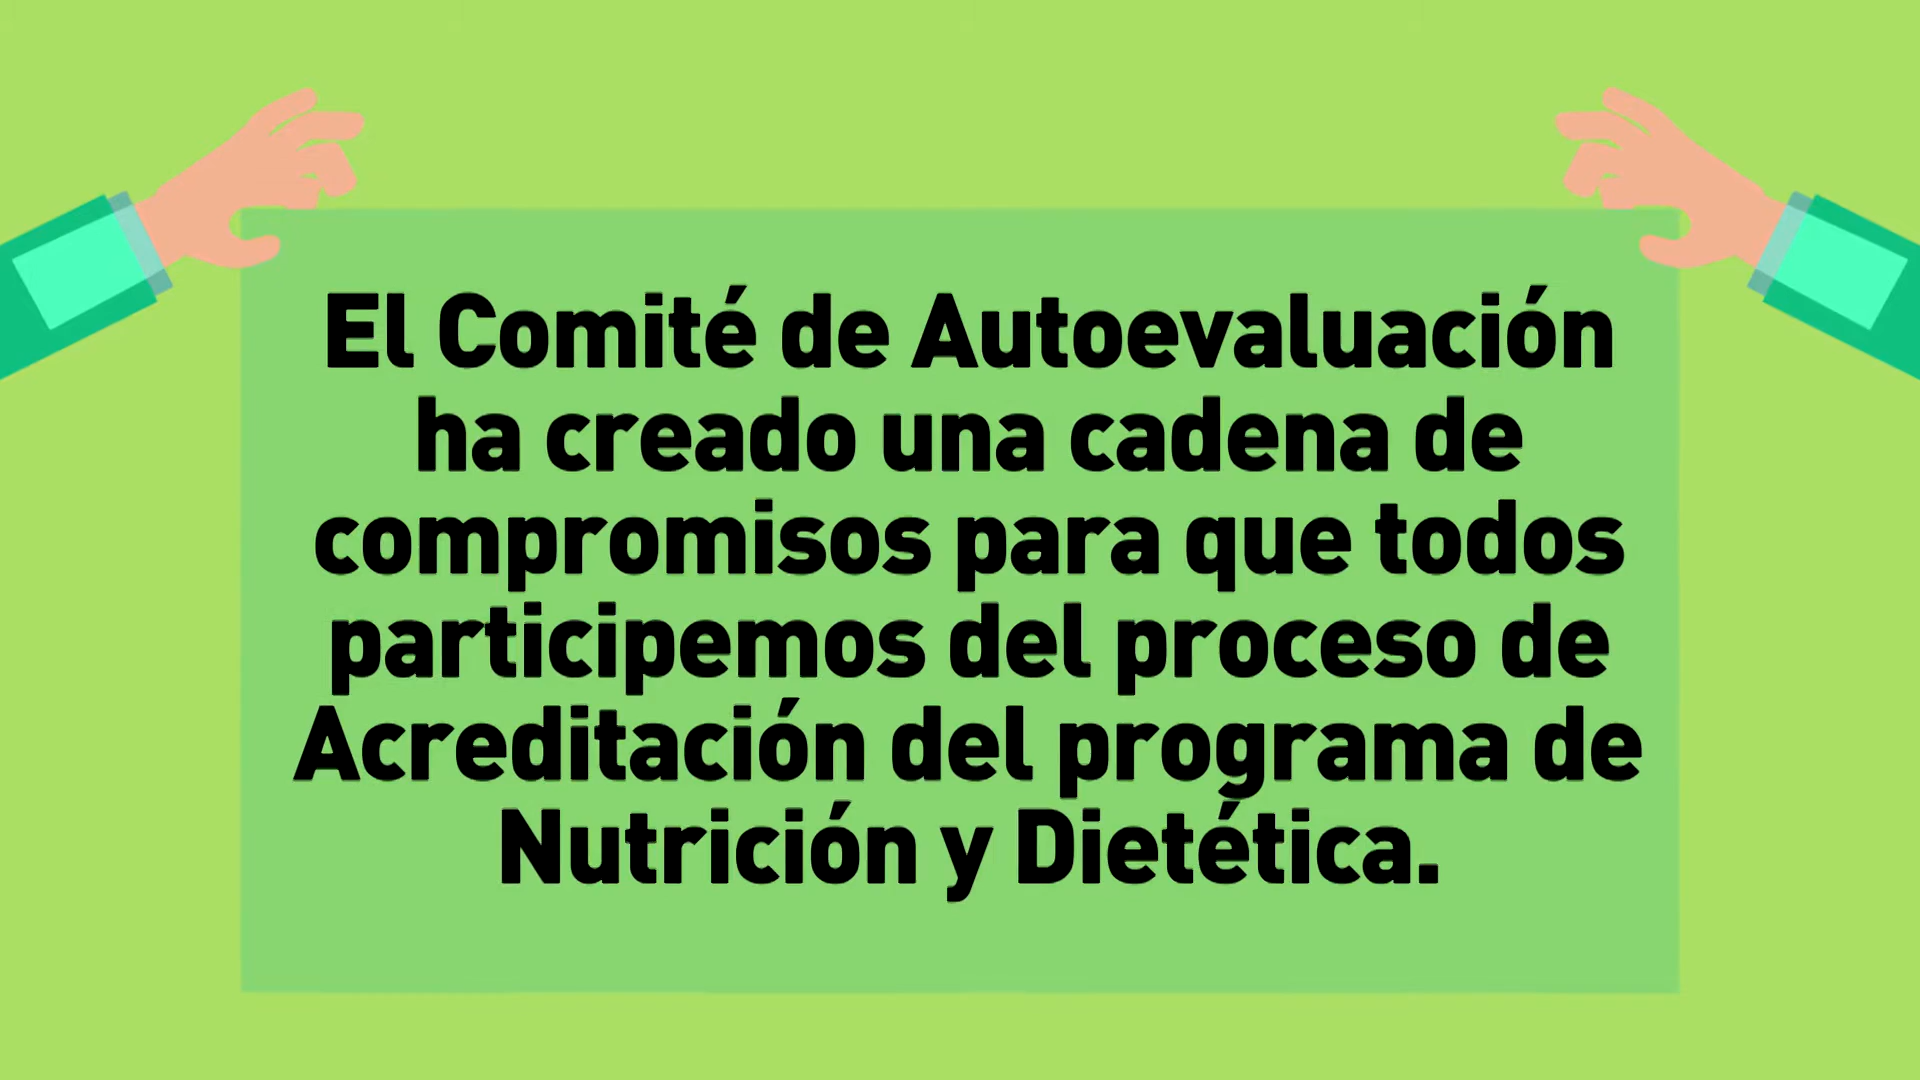 El Comité de Autoevaluación
ha creado una cadena de
compromisos para que todos
participemos del proceso de
Acreditación del programa de
Nutrición y Dietética.